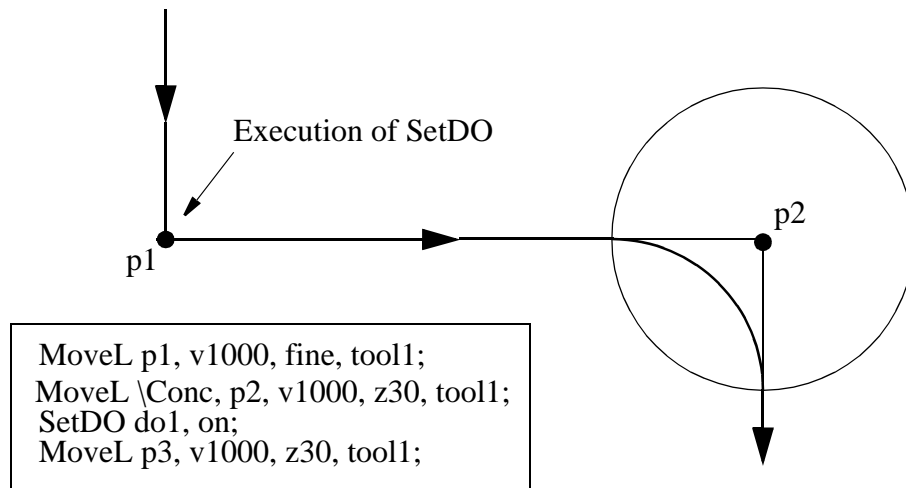 Execution of SetDO
p2
p1
MoveL p1, v1000, fine, tool1;
MoveL \Conc, p2, v1000, z30, tool1;
SetDO do1, on;
MoveL p3, v1000, z30, tool1;